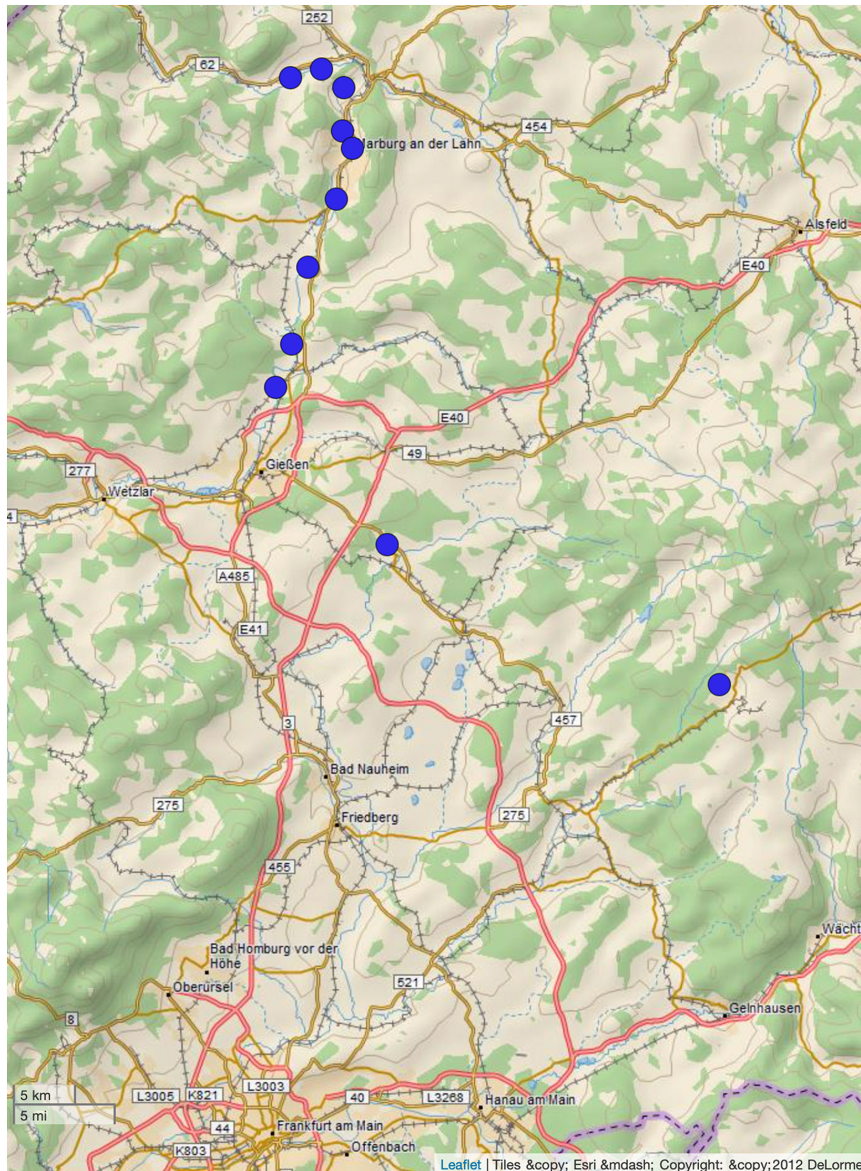 252
62
454
Marburg an der Lahn
Alsfeld
E40
E40
49
Gießen
277
Wetzlar
4
A485
E41
3
457
Bad Nauheim
275
275
Friedberg
455
Wächt
Bad Homburg vor der
Höhe
521
Oberursel
Gelnhausen
8
5 km
5 mi
L3005
K821
L3003
40
L3268
Hanau am Main
44
Frankfurt am Main
K803
Offenbach
Leaflet | Tiles &copy; Esri &mdash; Copyright: &copy;2012 DeLorme